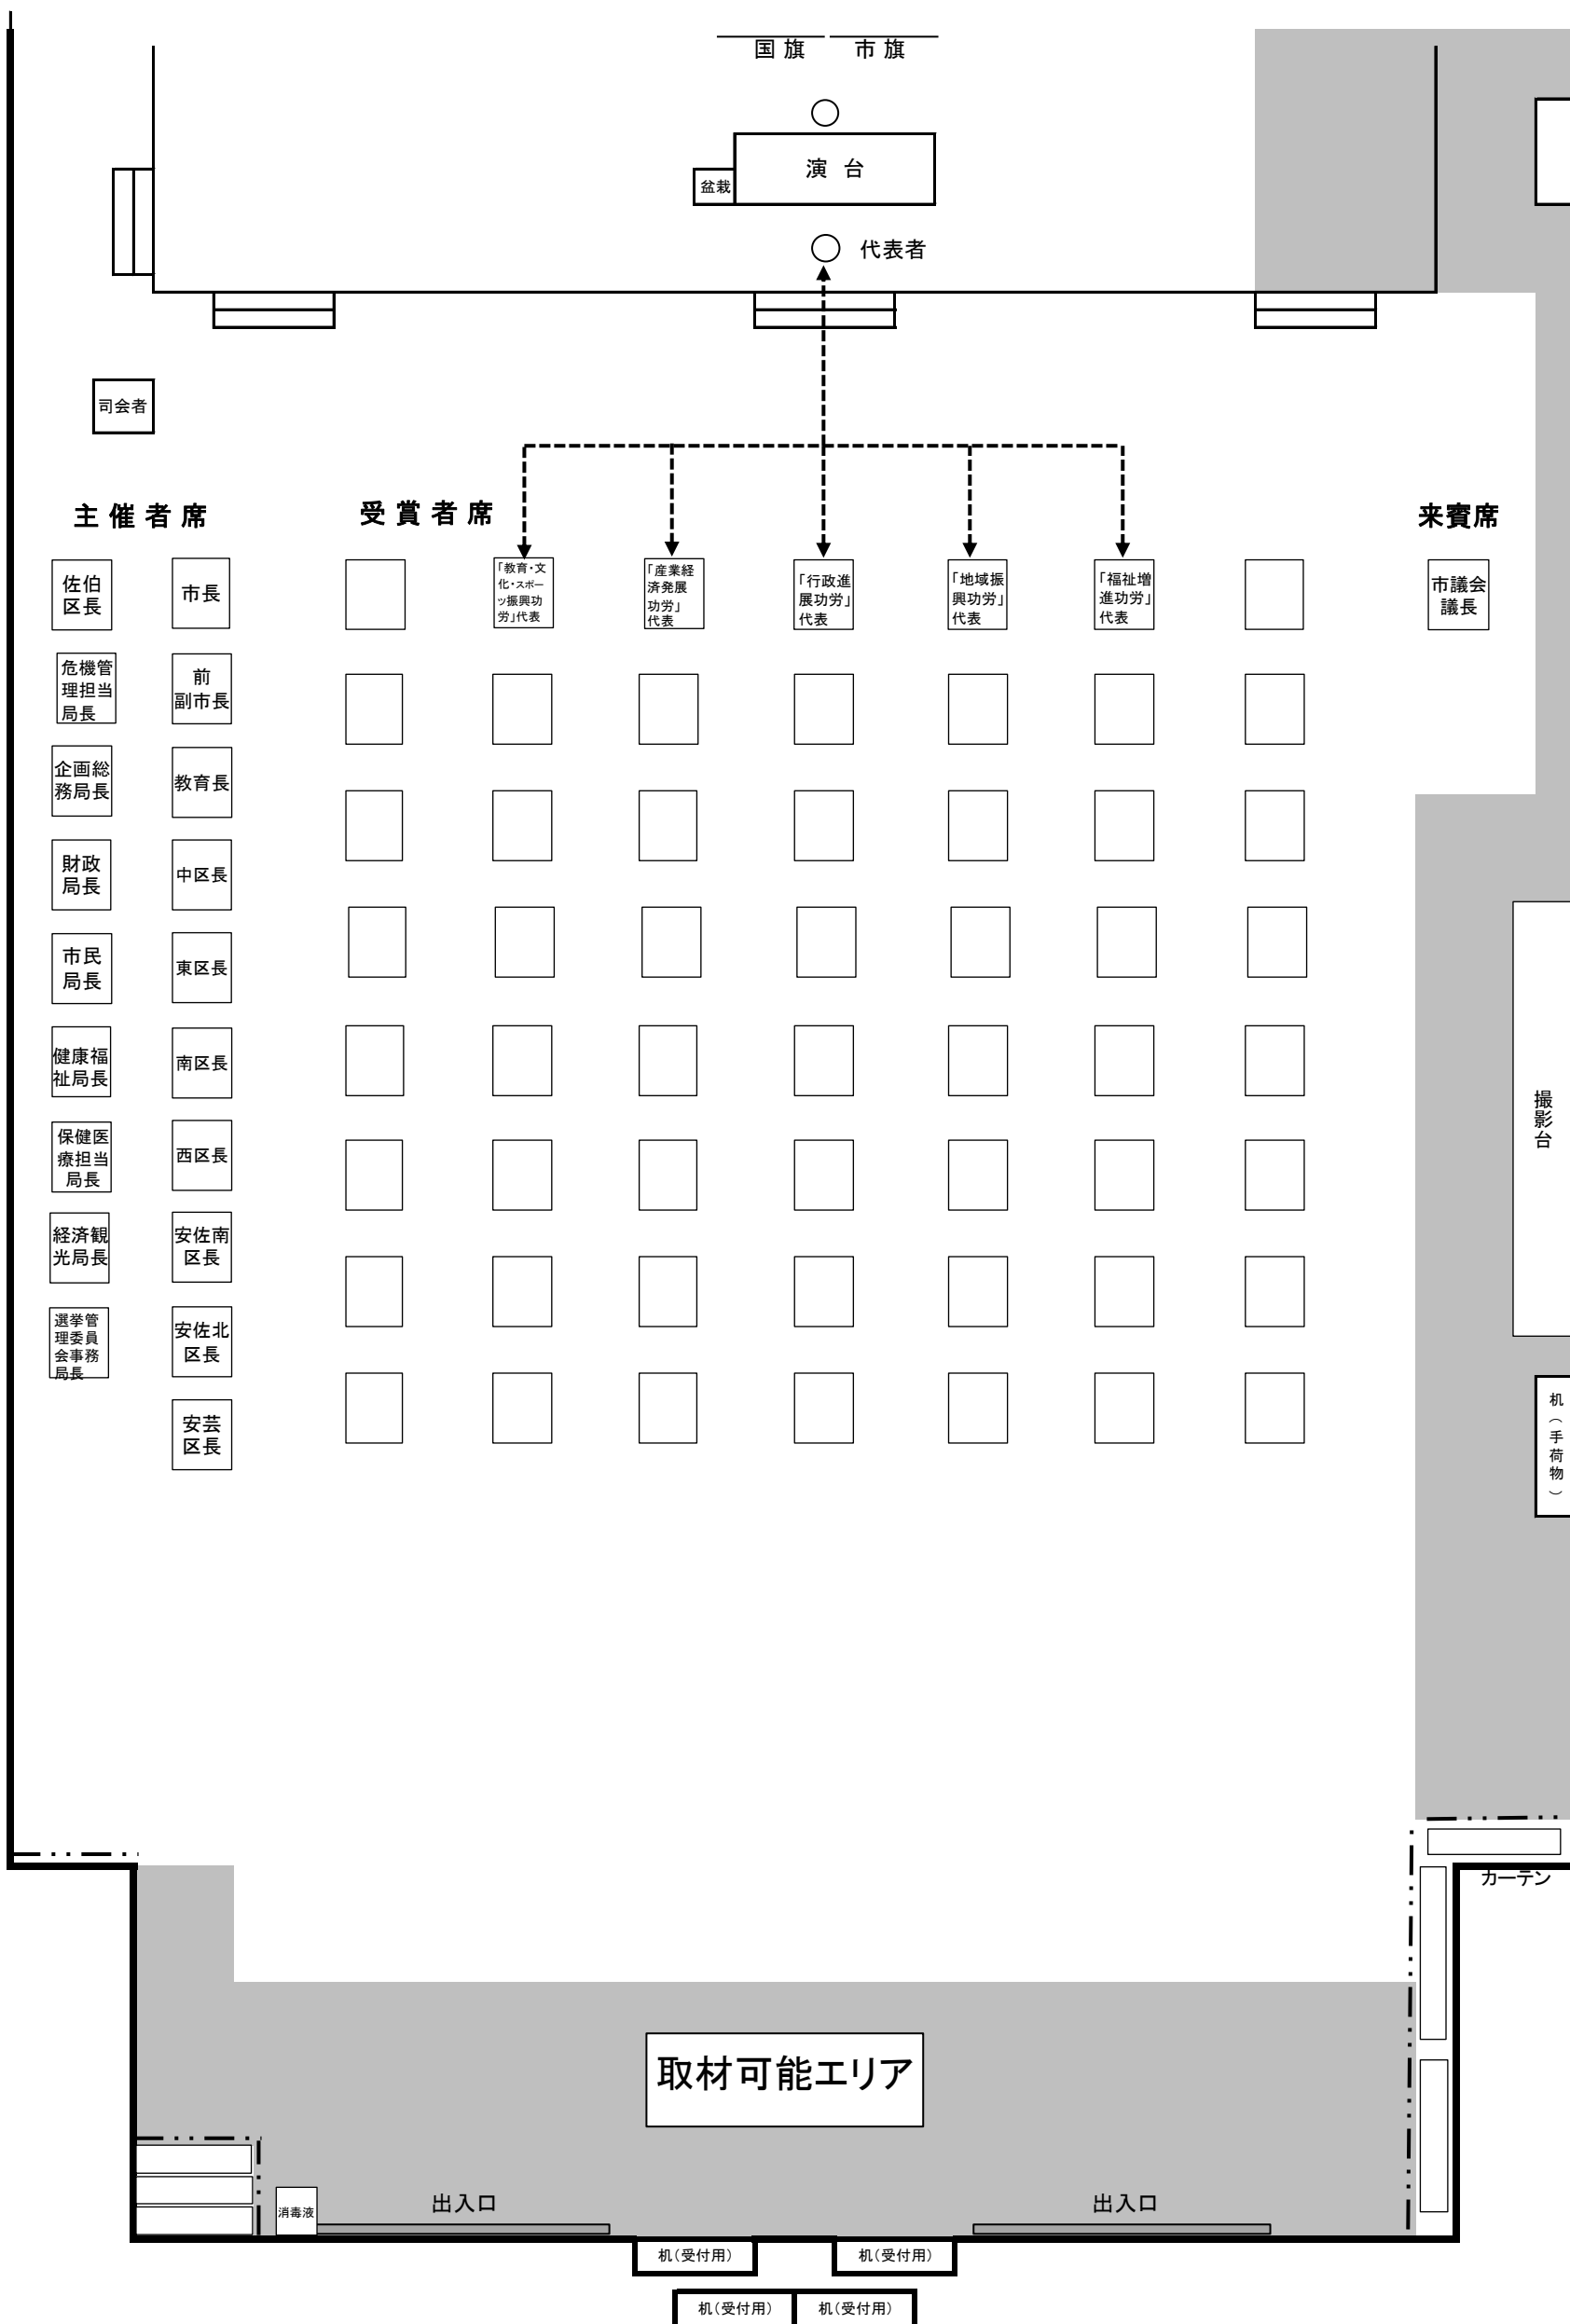 国旗 市旗
演 台
盆栽
代表者
司会者
主催者席
受賞者席
来賓席
佐伯
区長
市長
「教育・文
化・スポー
ツ振興功
労」代表
「産業経
済発展
功労」
代表
「行政進
展功労」
代表
「地域振
興功労」
代表
「福祉増
進功労」
代表
市議会
議長
危機管
理担当
局長
前
副市長
企画総
務局長
教育長
財政
局長
中区長
市民
局長
東区長
健康福
祉局長
南区長
保健医
療担当
局長
西区長
経済観
光局長
安佐南
区長
選挙管
理委員
会事務
局長
安佐北
区長
安芸
区長
撮影台
机（手荷物）
カーテン
取材可能エリア
消毒液
出入口
出入口
机（受付用）
机（受付用）
机（受付用）
机（受付用）